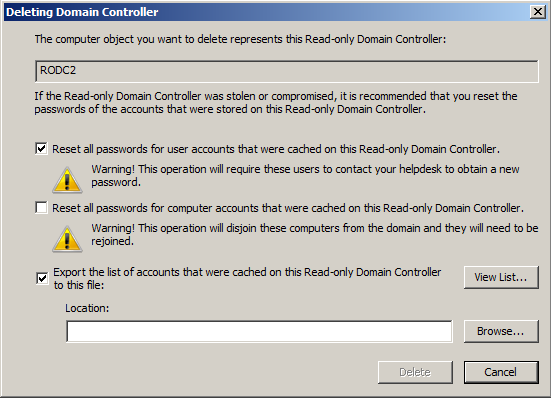 Deleting Domain Controller
The computer object you want to delete represents this Read-only Domain Controller:
RODC2
If the Read-only Domain Controller was stolen or compromised, it is recommended that you reset the
passwords of the accounts that were stored on this Read-only Domain Controller.
Reset all passwords for user accounts that were cached on this Read-only Domain Controller.
Warning! This operation will require these users to contact your helpdesk to obtain a new
password.
Reset all passwords for computer accounts that were cached on this Read-only Domain Controller.
Warning! This operation will disjoin these computers from the domain and they will need to be
rejoined.
Export the list of accounts that were cached on this Read-only Domain Controller
to this file:
View List...
Location:
Browse...
Delete
Cancel